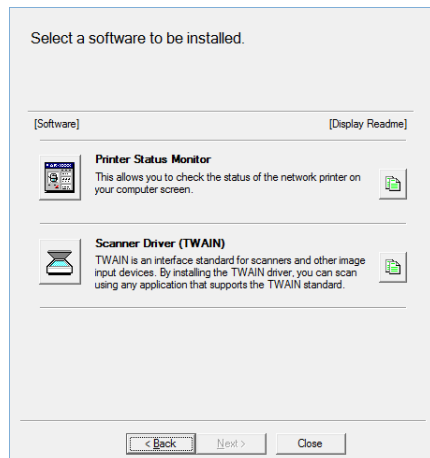 Select a software to be installed.
[Software] [Display Readme]
Printer Status Monitor
This allows you to check the status of the network printer on
your computer screen.
Scanner Driver (TWAIN)
TWAIN is an interface standard for scanners and other image
input devices. By installing the TWAIN driver, you can scan
using any application that supports the TWAIN standard.
< Back Next > Close